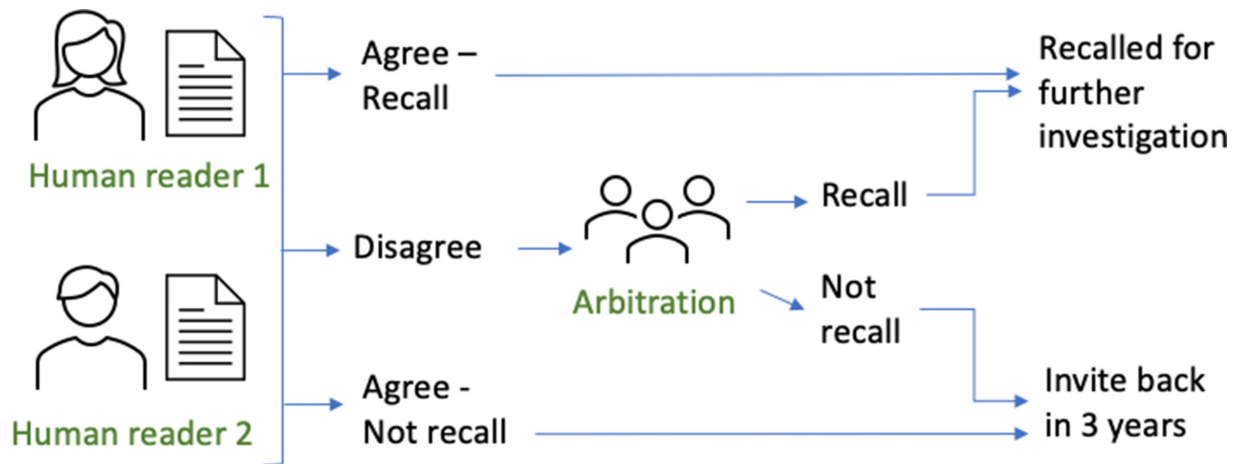 Human reader 1
Human reader 2
Agree –
Recall
Disagree
Agree -
Not recall
Arbitration
Recall
Not
recall
Recalled for
further
investigation
Invite back
in 3 years